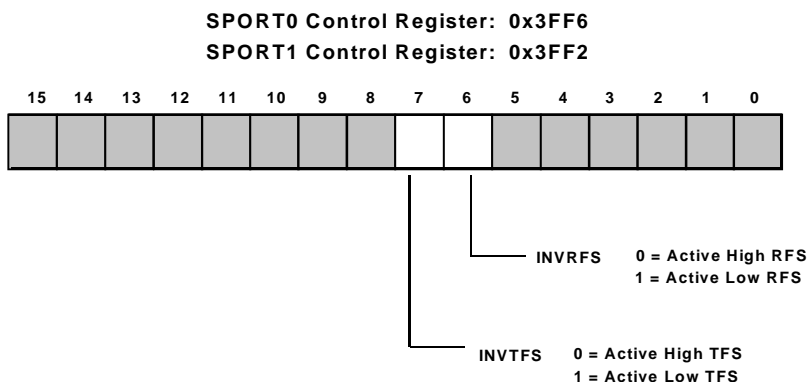 SPORT0 Control Register: 0x3FF6
SPORT1 Control Register: 0x3FF2
15 14 13 12 11 10 9 8 7 6 5 4 3 2 1 0
INVRFS 0 = Active High RFS
1 = Active Low RFS
INVTFS 0 = Active High TFS
1 = Active Low TFS